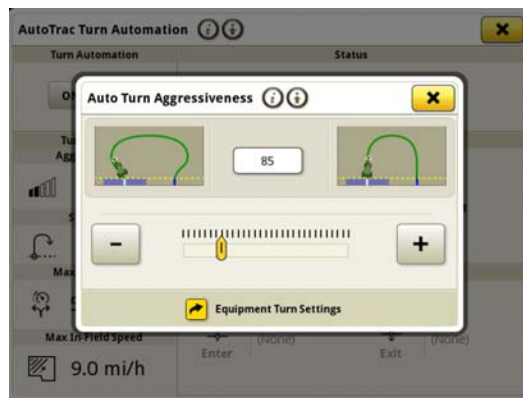 AutoTrac Turn Automation
Turn Automation
Status
Auto Turn Aggressiveness
85
-
+
Equipment Turn Settings
Max In-Field Speed
9.0 mi/h
Enter
(None)
Exit
(None)